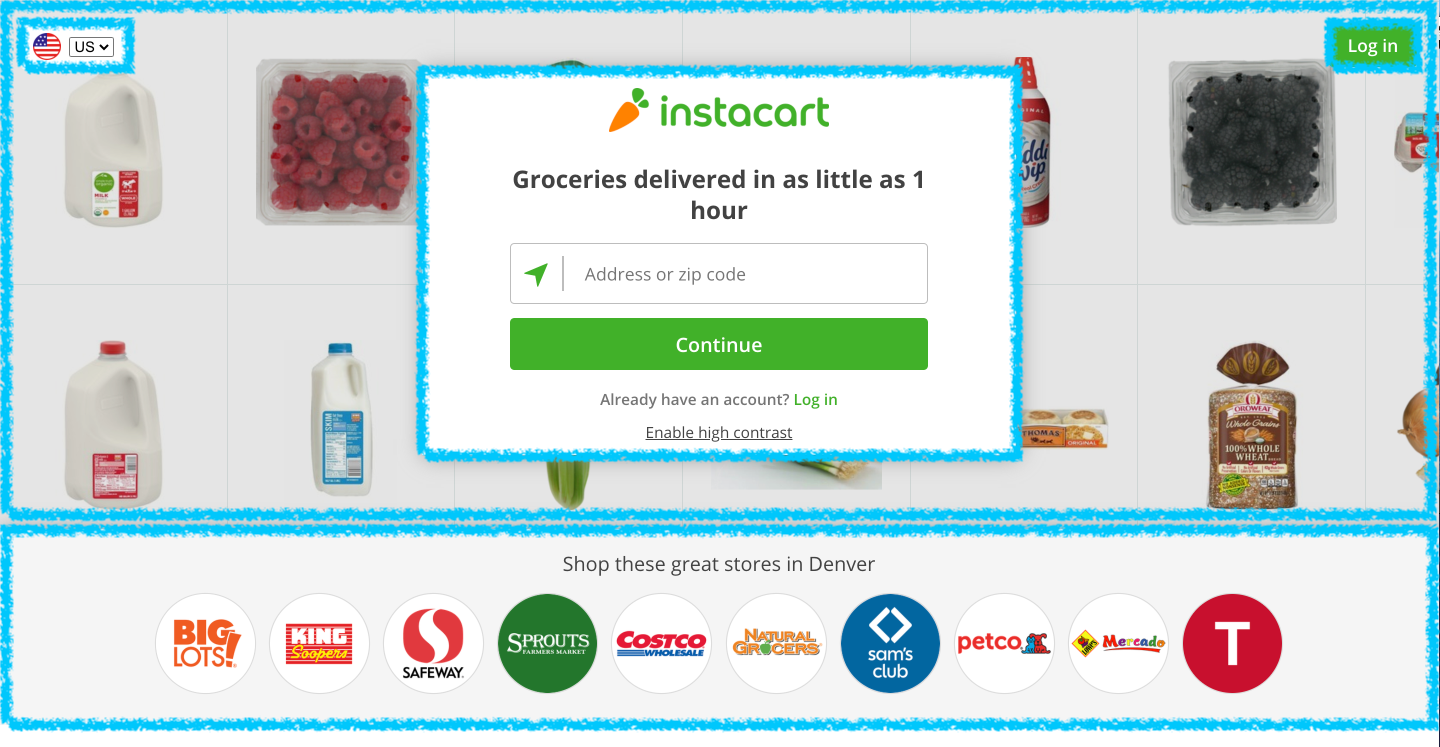 US
Log in
instacart
Groceries delivered in as little as 1
hour
Address or zip code
Continue
Already have an account? Log in
Enable high contrast
MILK
SKIM
THOMAS'
ORIGINAL
OROWEAT
Whole Grains
100% WHOLE
WHEAT
Shop these great stores in Denver
BIG
LOTS!
KING
Soopers
SAFEWAY
SPROUTS
FARMERS MARKET
COSTCO
WHOLESALE
NATURAL
GROCERS
sam's
club
petco
Mercado
T